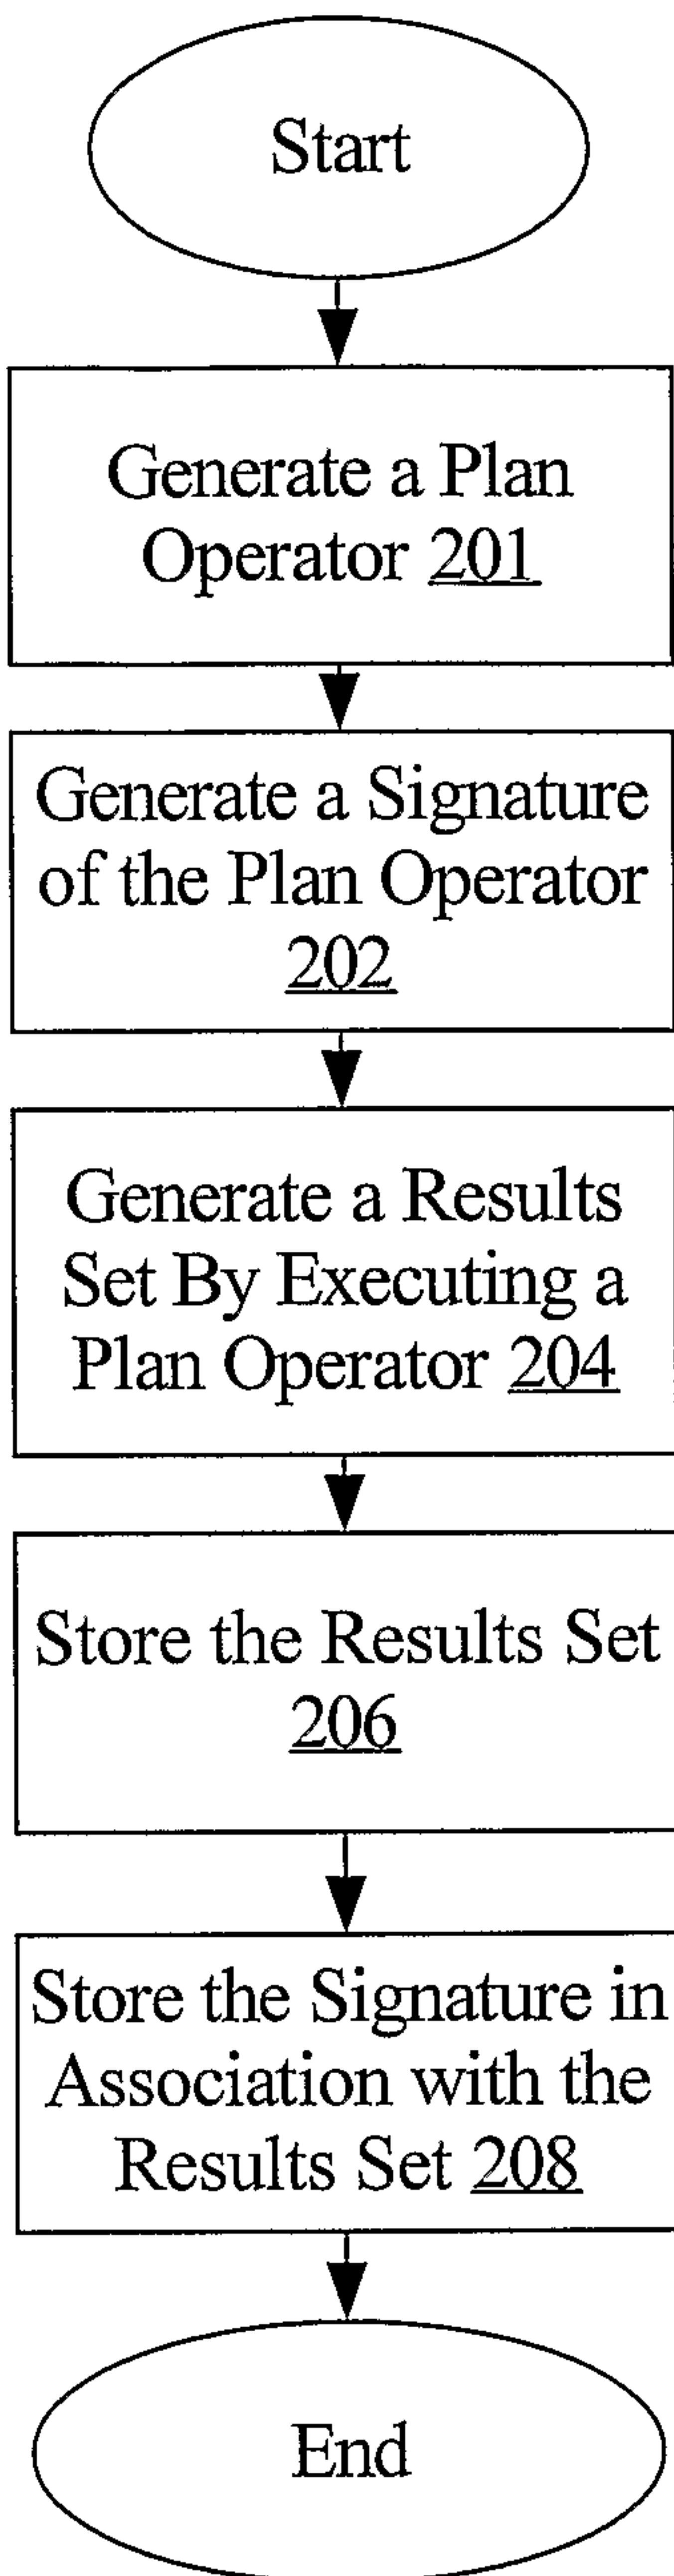 Start
Generate a Plan
Operator 201
Generate a Signature
of the Plan Operator
202
Generate a Results
Set By Executing a
Plan Operator 204
Store the Results Set
206
Store the Signature in
Association with the
Results Set 208
End